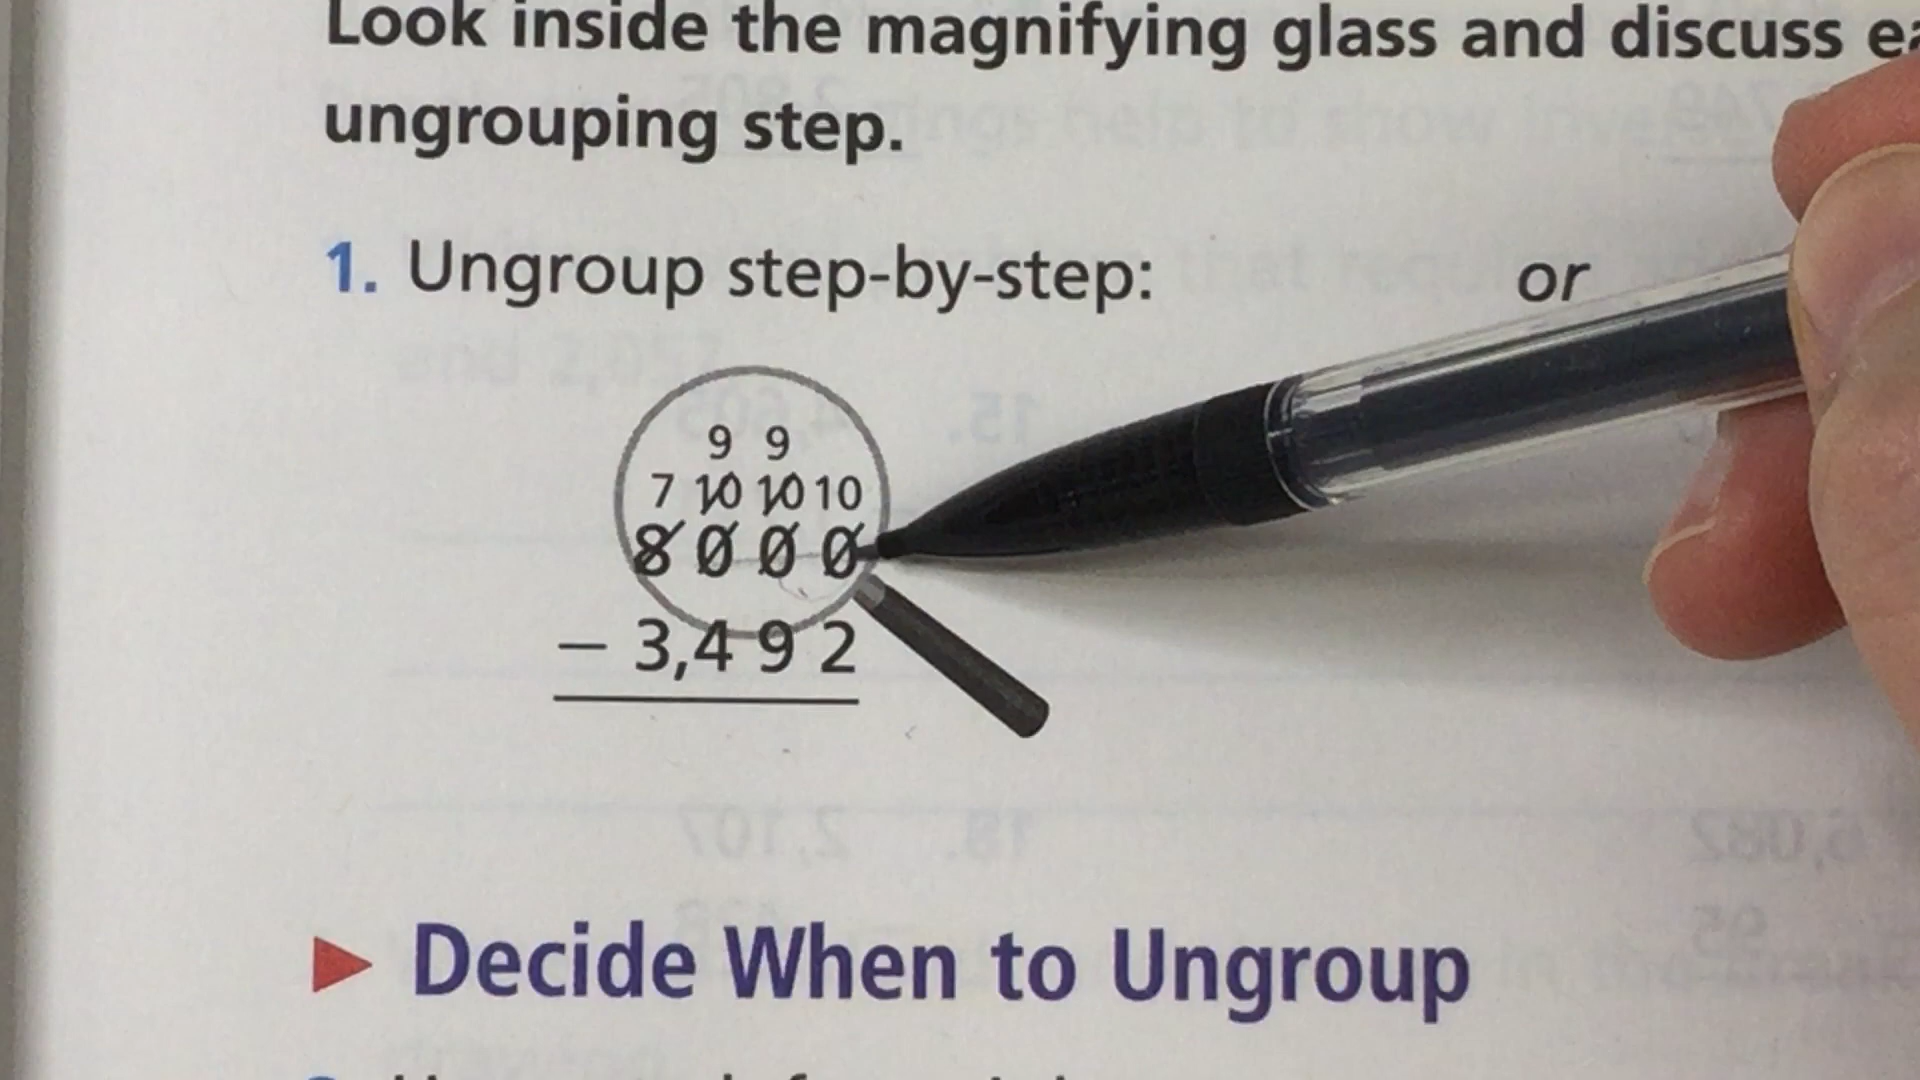 Look inside the magnifying glass and discuss
ungrouping step.
1. Ungroup step-by-step: or
9 9
7 10 10 10
8 0 0 0
− 3,4 9 2
▶ Decide When to Ungroup